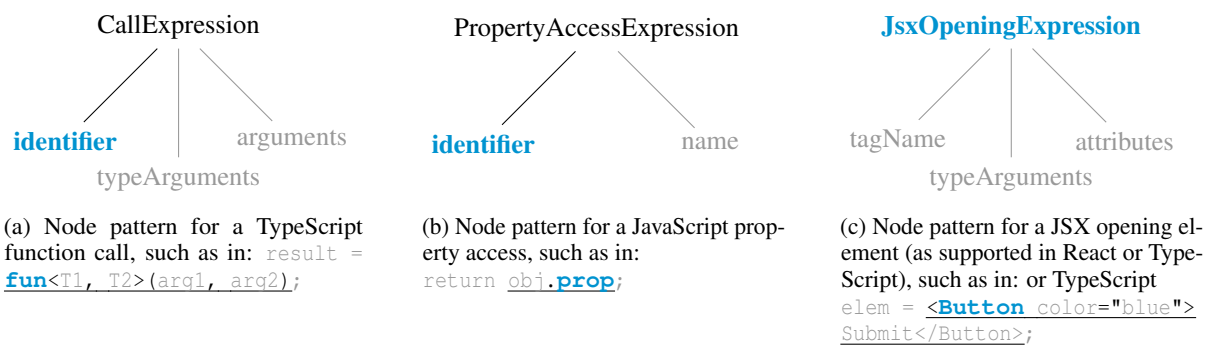 CallExpression
identifier
arguments
typeArguments
(a) Node pattern for a TypeScript
function call, such as in: result =
fun<T1, T2>(arg1, arg2);
PropertyAccessExpression
identifier
name
(b) Node pattern for a JavaScript prop-
erty access, such as in:
return obj.prop;
JsxOpeningExpression
tagName
attributes
typeArguments
(c) Node pattern for a JSX opening el-
ement (as supported in React or Type-
Script), such as in: or TypeScript
elem = <Button color="blue">
Submit</Button>;